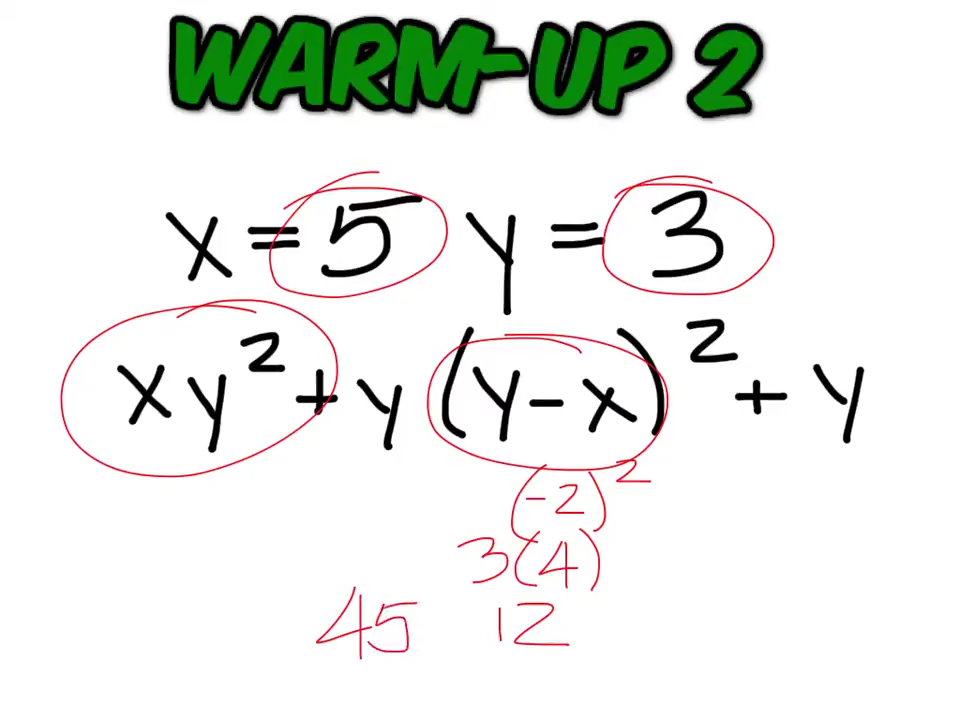 WARM-UP 2
x = 5 y = 3
xy² + y (y - x)² + y
(-2)²
3(4)
45 12